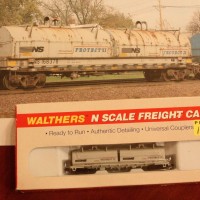 NS
PROTECT II
NS
WALTHERS N SCALE FREIGHT CA
• Ready to Run • Authentic Detailing • Universal Couplers